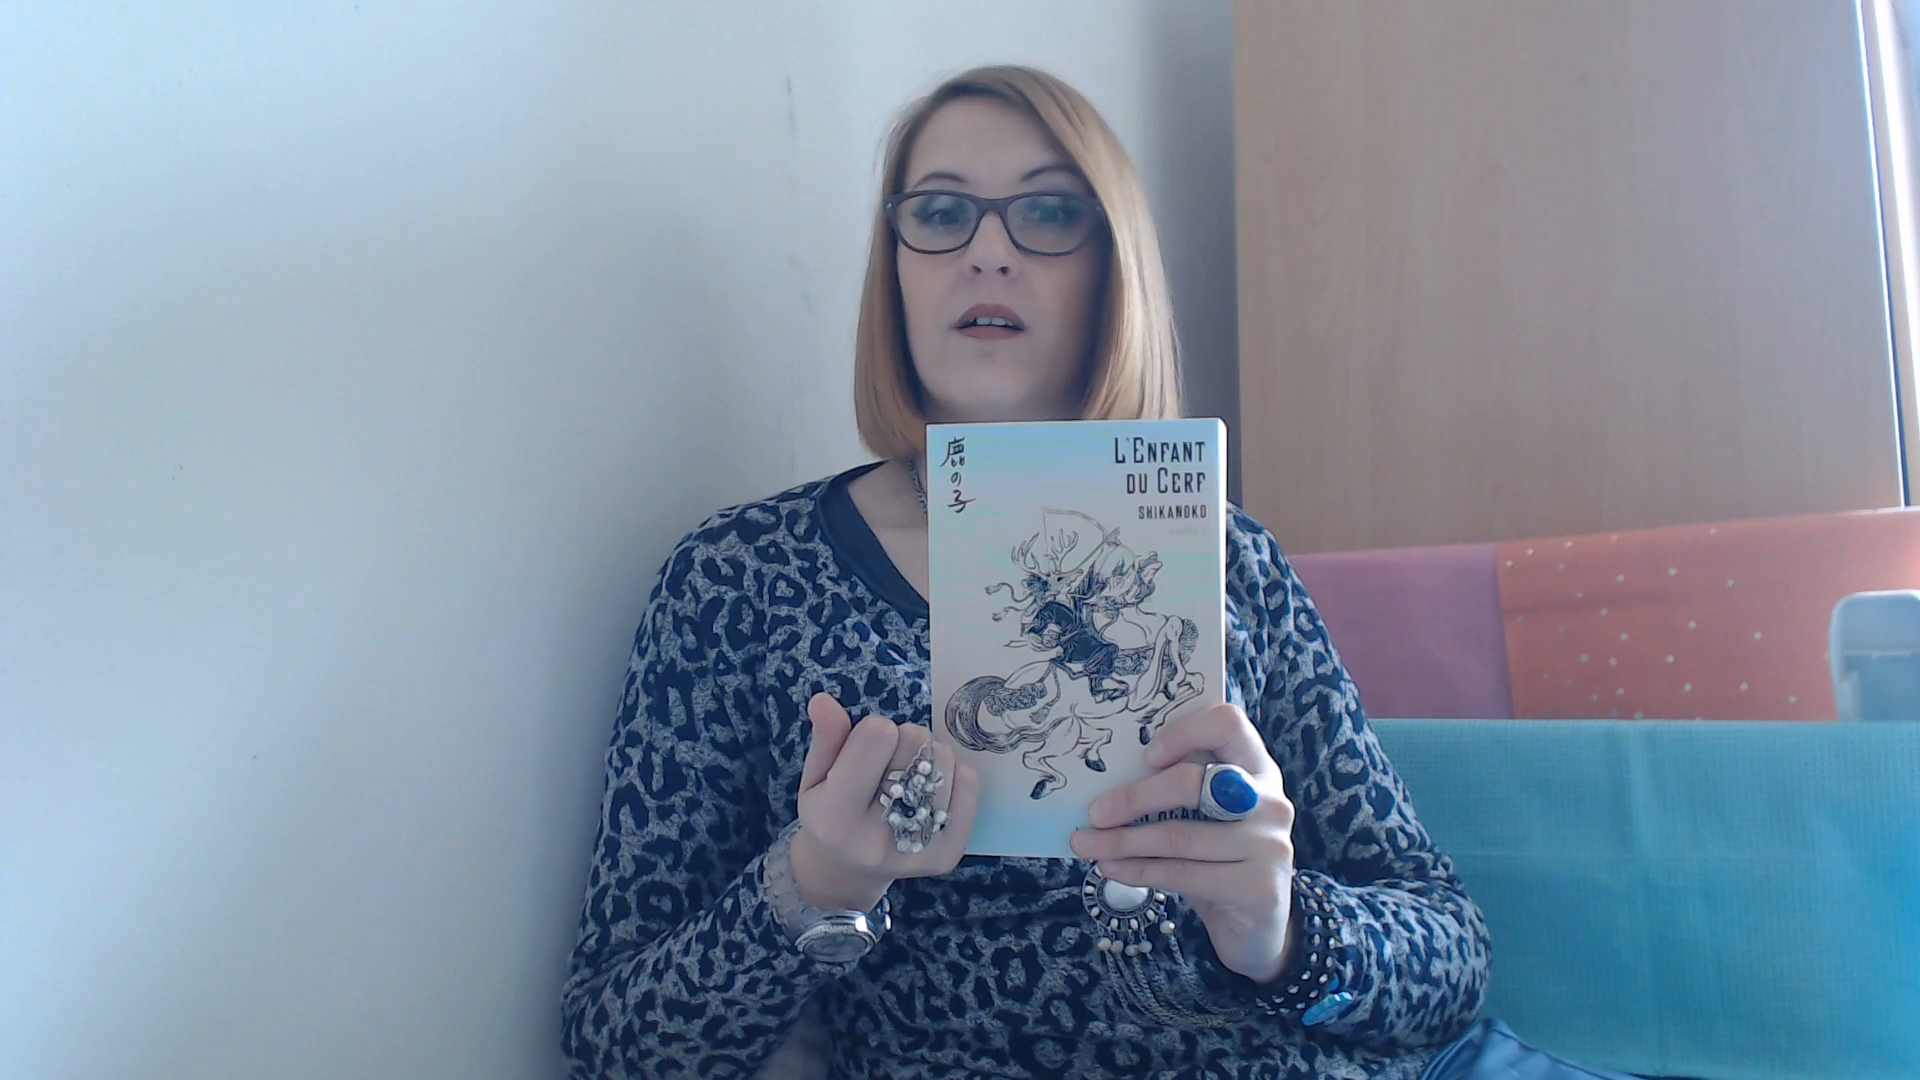 鹿の子
L'ENFANT
DU CERF
SHIKANOKO